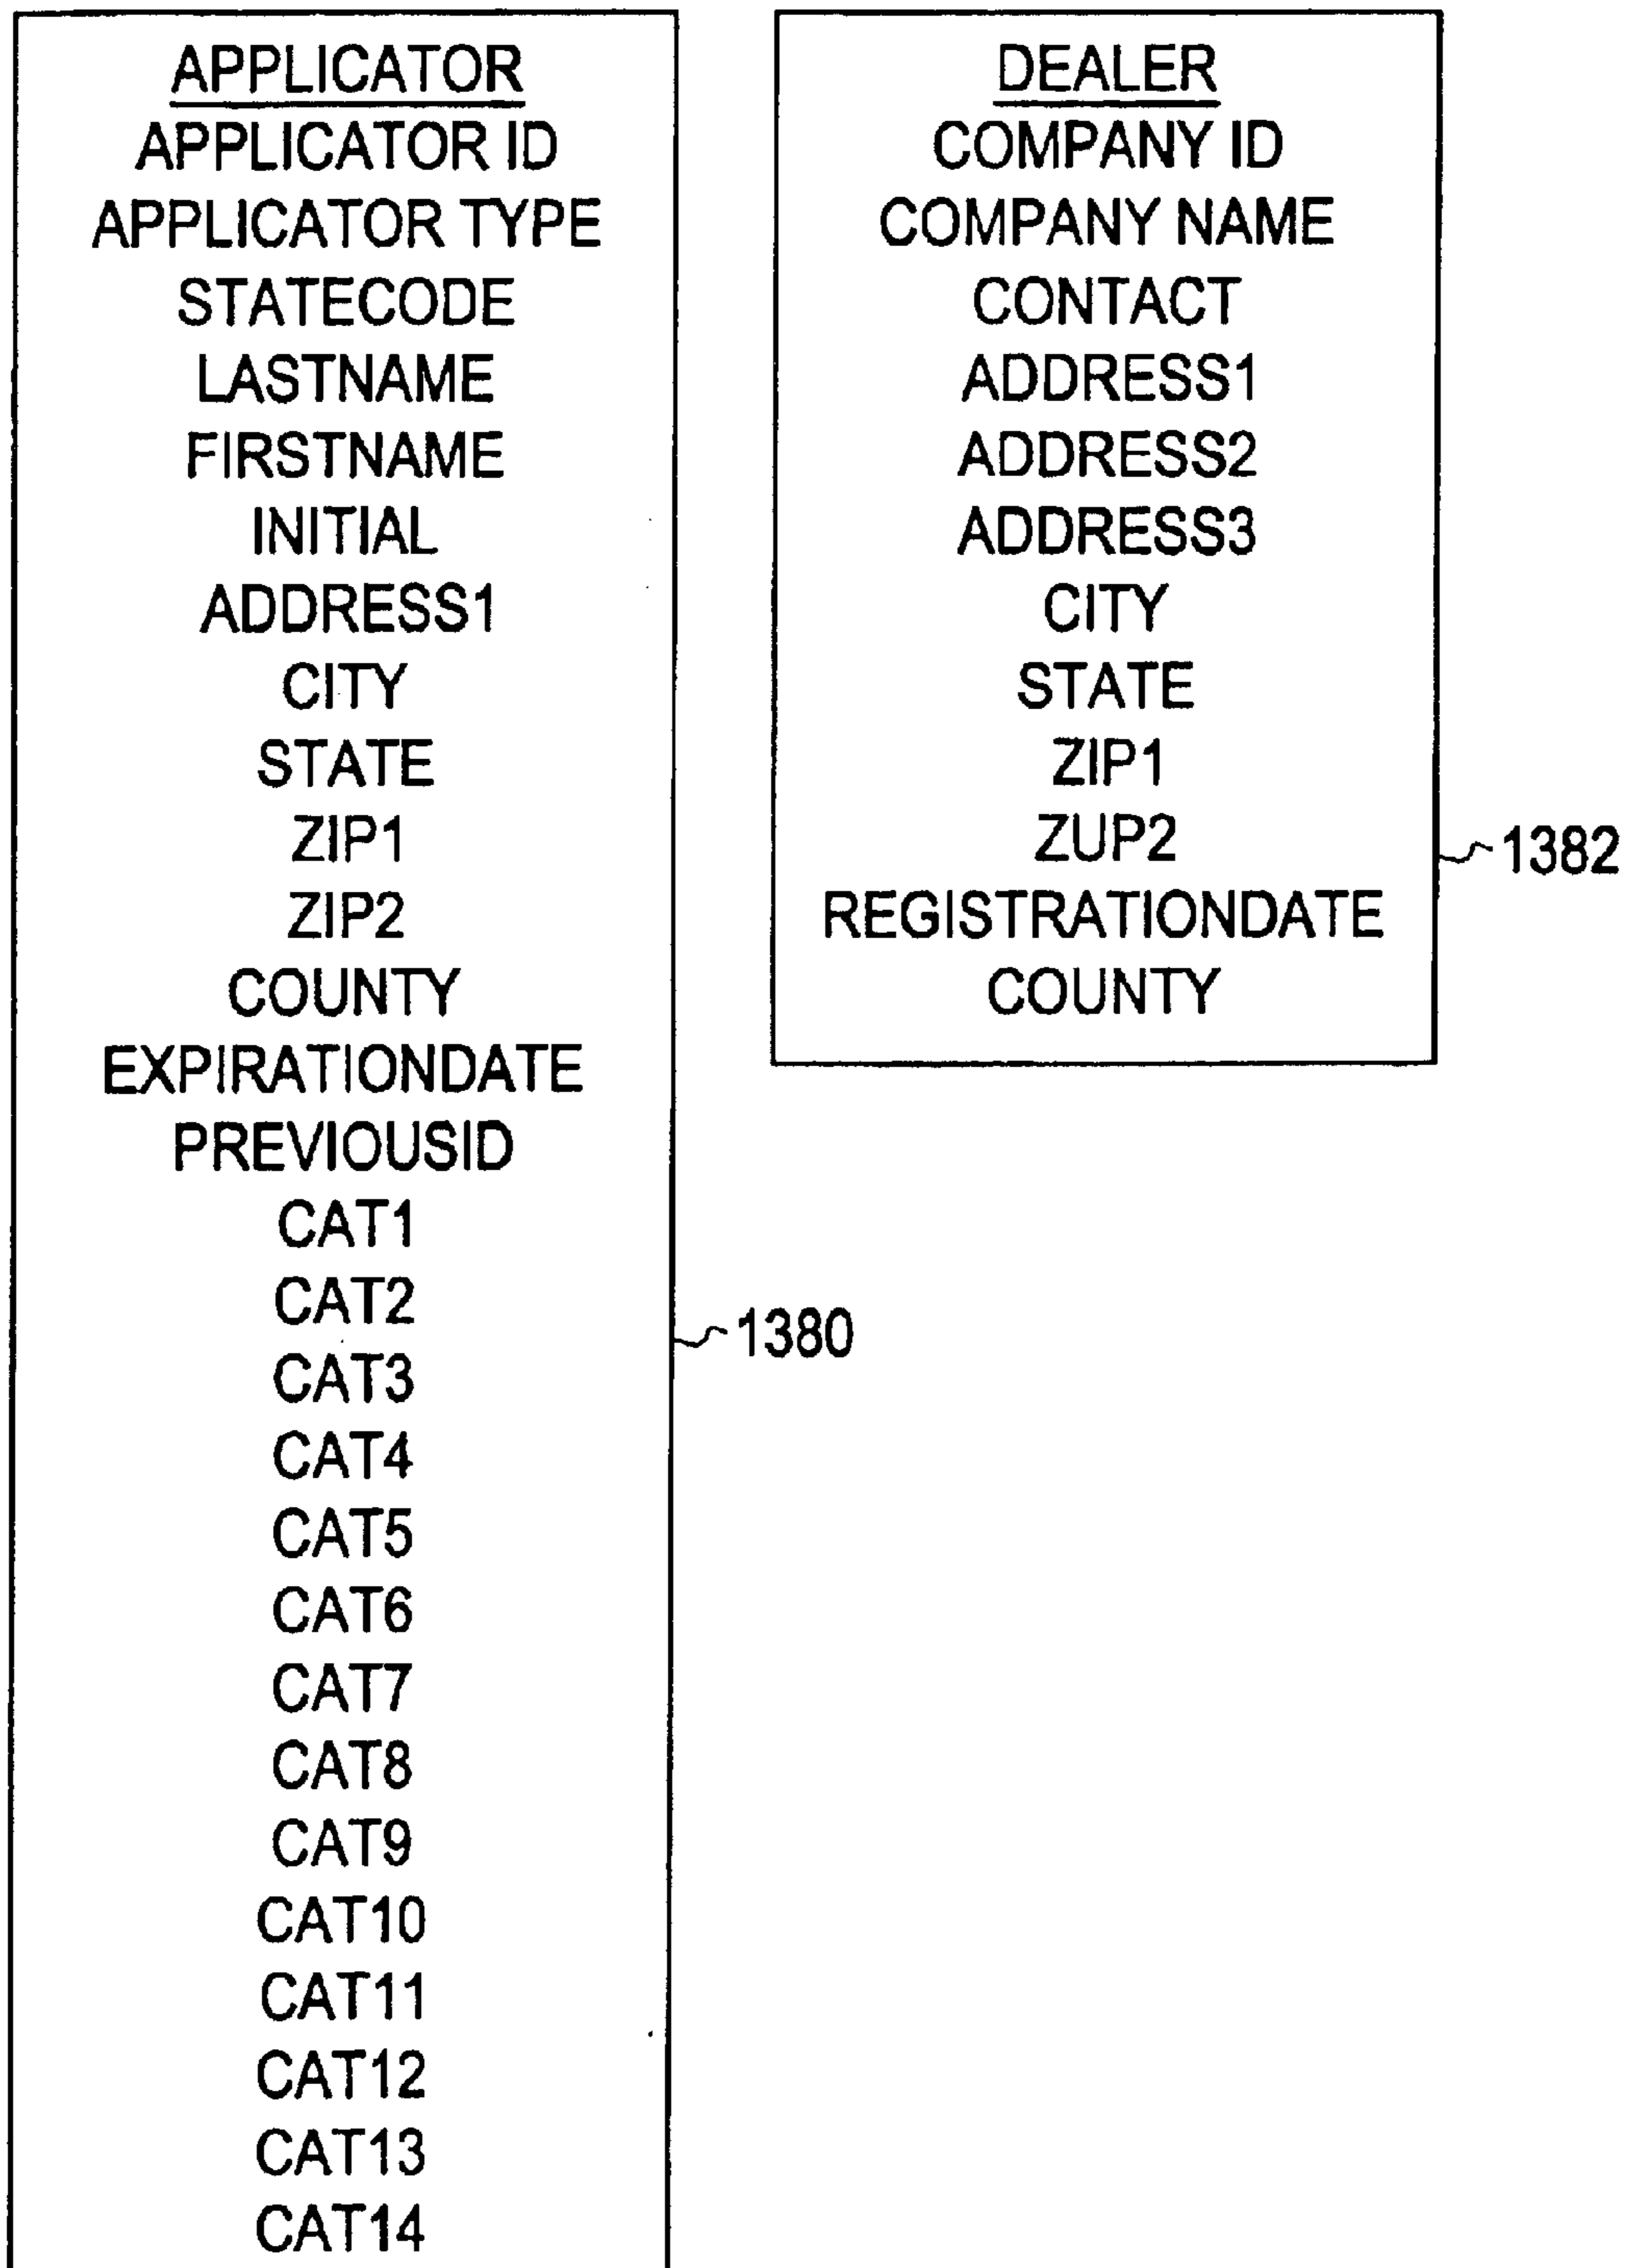 APPLICATOR
APPLICATOR ID
APPLICATOR TYPE
STATECODE
LASTNAME
FIRSTNAME
INITIAL
ADDRESS1
CITY
STATE
ZIP1
ZIP2
COUNTY
EXPIRATIONDATE
PREVIOUSID
CAT1
CAT2
CAT3
CAT4
CAT5
CAT6
CAT7
CAT8
CAT9
CAT10
CAT11
CAT12
CAT13
CAT14
1380
DEALER
COMPANY ID
COMPANY NAME
CONTACT
ADDRESS1
ADDRESS2
ADDRESS3
CITY
STATE
ZIP1
ZUP2
REGISTRATIONDATE
COUNTY
1382